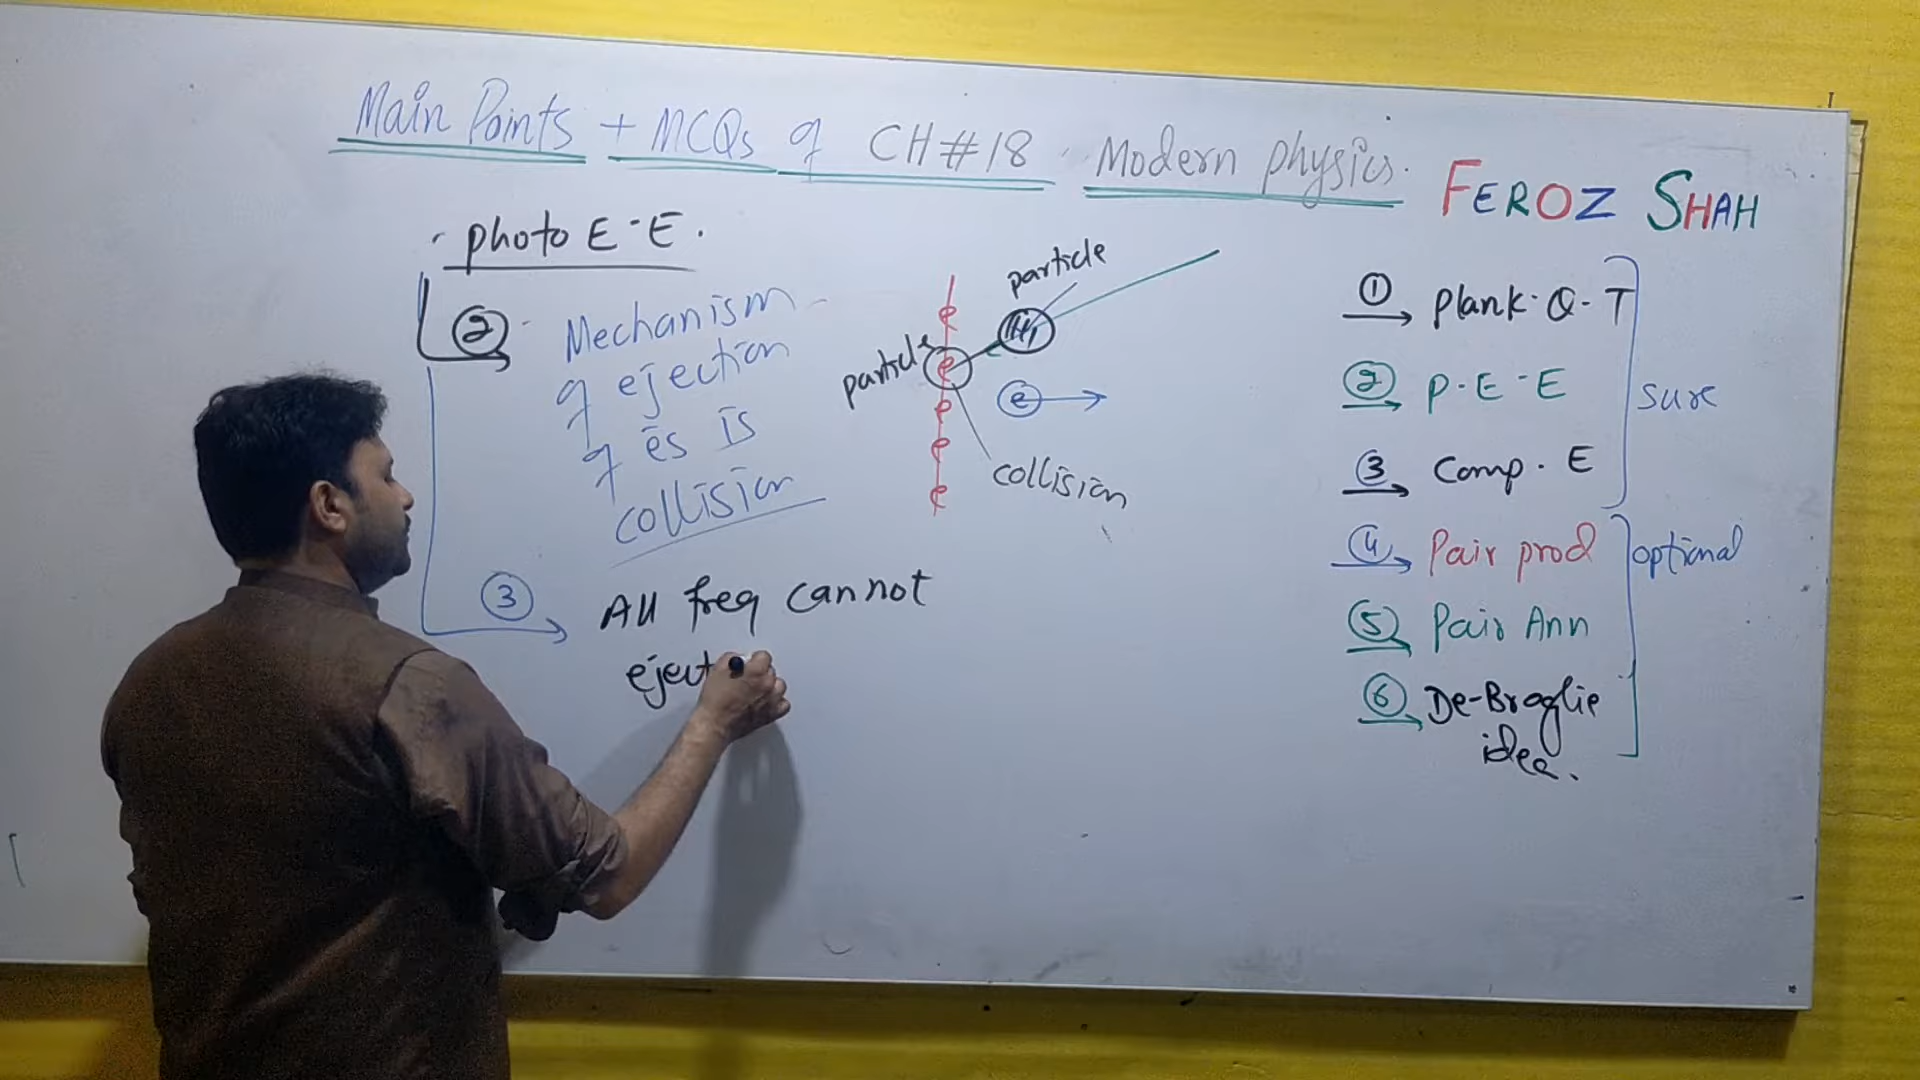 Main Points + MCQs of CH#18 Modern physics.
FEROZ SHAH
photo E-E.
2
Mechanism
of ejection
of es is
collision
particle
particle
e
e
e
e
e
e
collision
3
All freq cannot
eject
1 Plank.Q.T
2 P-E-E
3 Comp. E
sure
4 Pair prod
5 Pair Ann
6 De-Broglie
idea.
optional